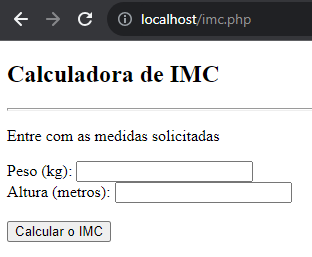 localhost/imc.php
Calculadora de IMC
Entre com as medidas solicitadas
Peso (kg):
Altura (metros):
Calcular o IMC